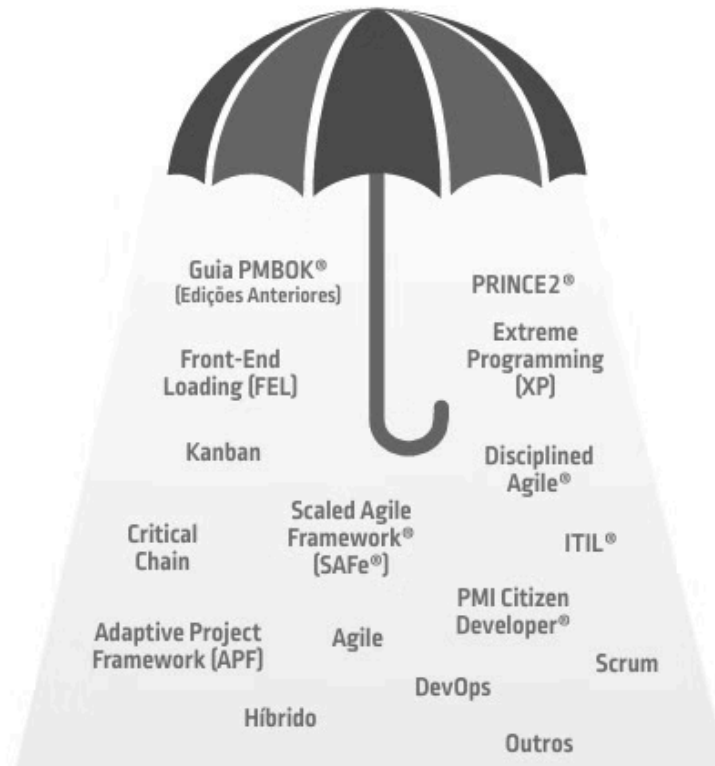 Guia PMBOK®
(Edições Anteriores)
PRINCE2®
Front-End
Loading (FEL)
Extreme
Programming
(XP)
Kanban
Disciplined
Agile®
Critical
Chain
Scaled Agile
Framework®
(SAFe®)
ITIL®
Adaptive Project
Framework (APF)
Agile
PMI Citizen
Developer®
Scrum
DevOps
Híbrido
Outros